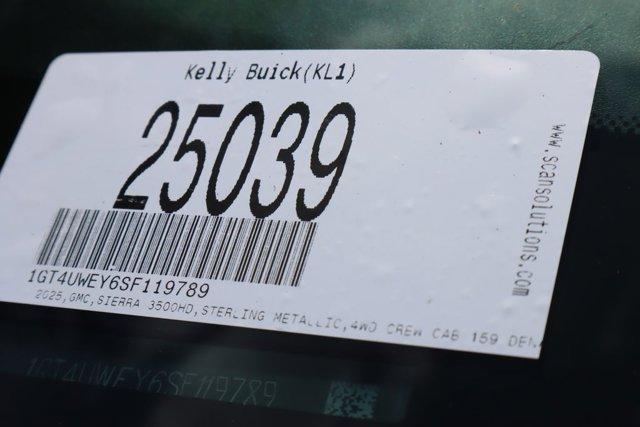 Kelly Buick(KL1)
25039
www.scansolutions.com
1GT4UWEY6SF119789
2025,GMC,SIERRA 3500HD,STERLING METALLIC,4WD CREW CAB 159 DEN
1GT4UWEY6SF119789